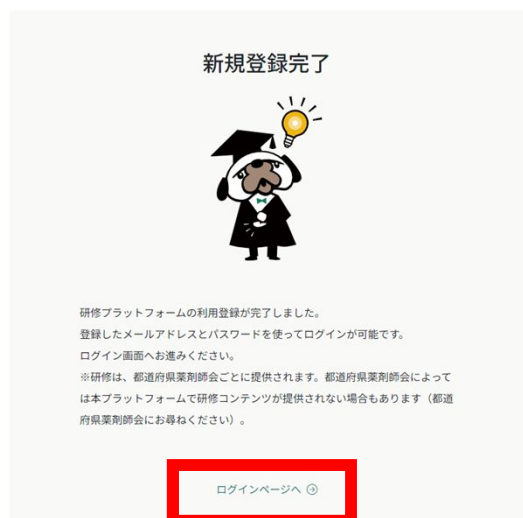 新規登録完了
研修プラットフォームの利用登録が完了しました。
登録したメールアドレスとパスワードを使ってログインが可能です。
ログイン画面へお進みください。
※研修は、都道府県薬剤師会ごとに提供されます。都道府県薬剤師会によって
は本プラットフォームで研修コンテンツが提供されない場合もあります（都道
府県薬剤師会にお尋ねください）。
ログインページへ